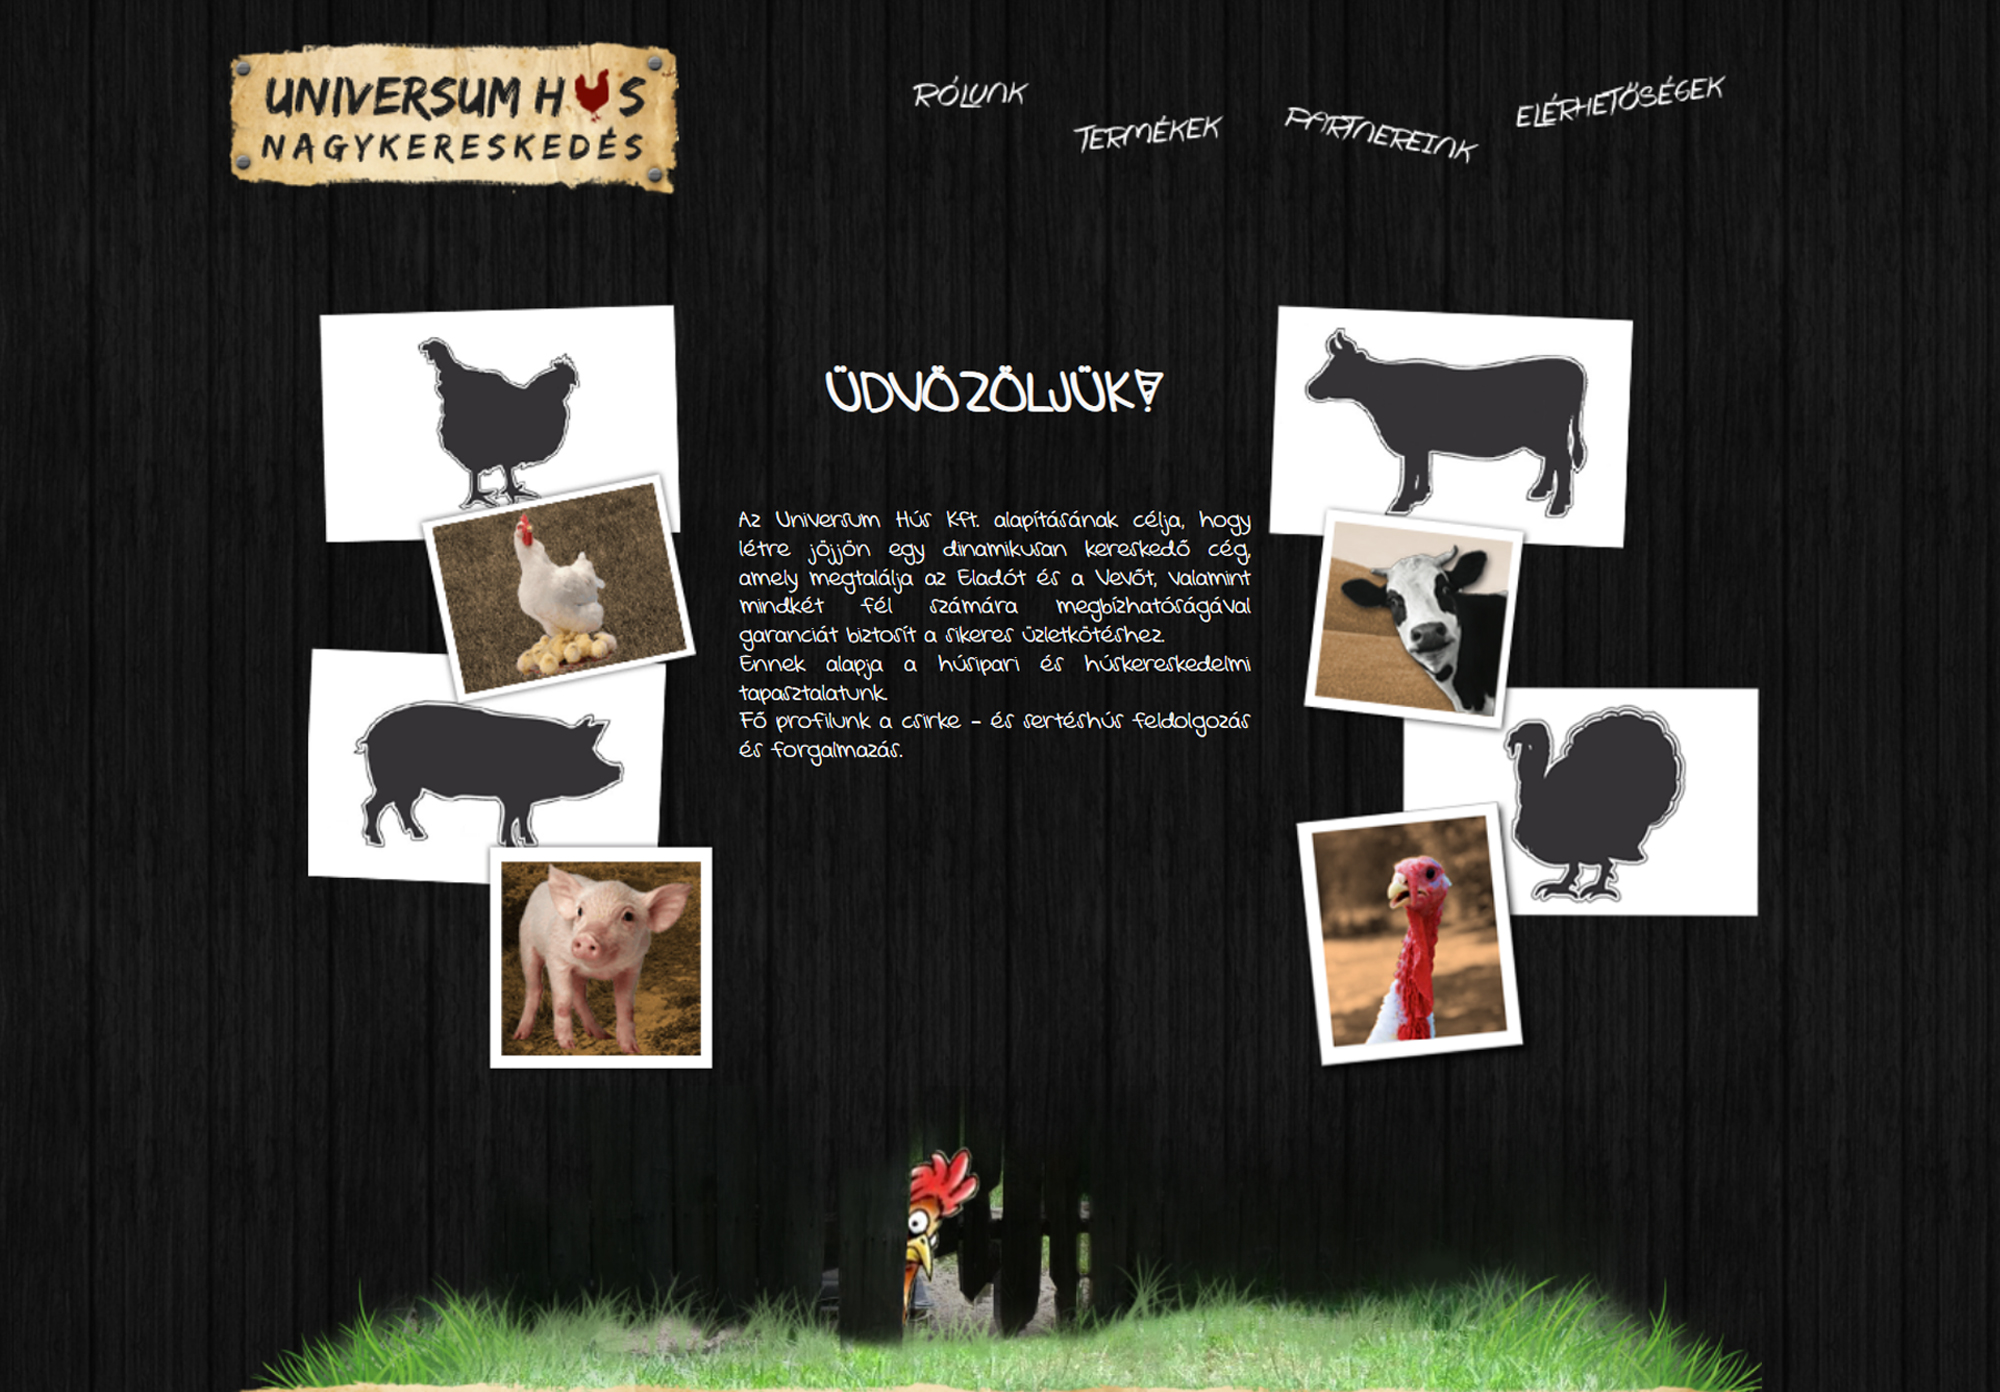 UNIVERSUM HÚS
NAGYKERESKEDÉS
RÓLUNK
TERMÉKEK
PARTNEREINK
ELÉRHETŐSÉGEK
ÜDVÖZÖLJÜK!
Az Universum Hús Kft. alapításának célja, hogy
létre jöjjön egy dinamikusan kereskedő cég,
amely megtalálja az Eladót és a Vevőt, valamint
mindkét fél számára megbízhatóságával
garanciát biztosít a sikeres üzletkötéshez.
Ennek alapja a húsipari és húskereskedelmi
tapasztalatunk.
Fő profilunk a csirke - és sertéshús feldolgozás
és forgalmazás.